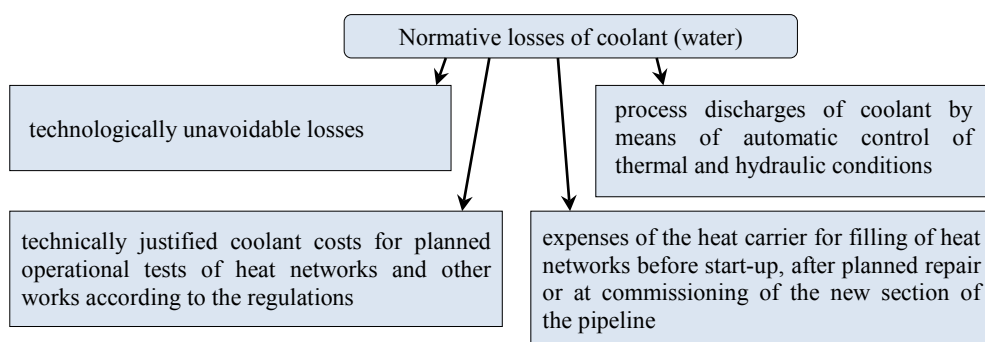 Normative losses of coolant (water)
technologically unavoidable losses
process discharges of coolant by
means of automatic control of
thermal and hydraulic conditions
technically justified coolant costs for planned
operational tests of heat networks and other
works according to the regulations
expenses of the heat carrier for filling of heat
networks before start-up, after planned repair
or at commissioning of the new section of
the pipeline